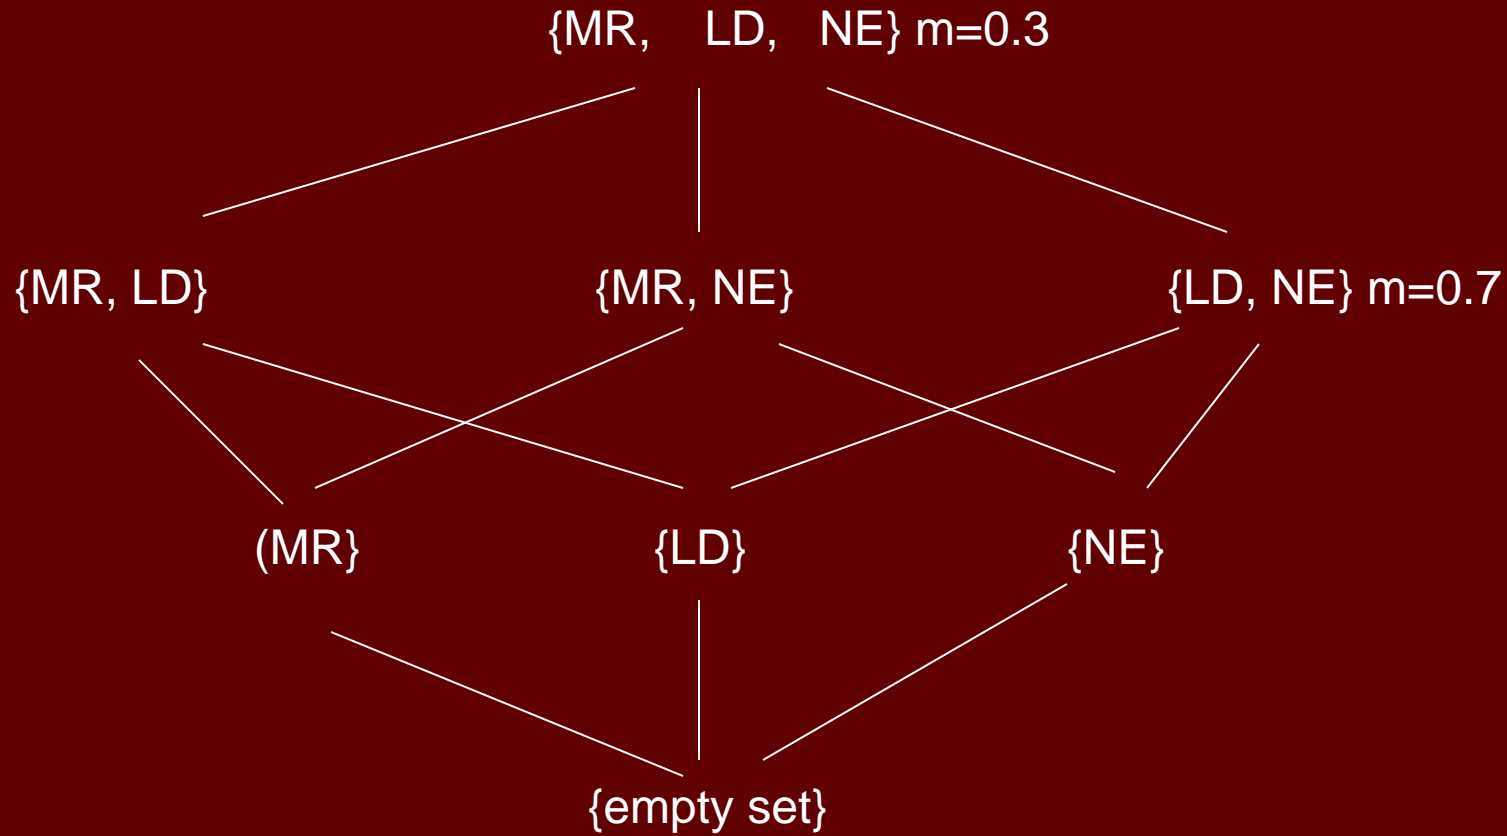 {MR, LD, NE} m=0.3
{MR, LD} {MR, NE} {LD, NE} m=0.7
(MR} {LD} {NE}
{empty set}